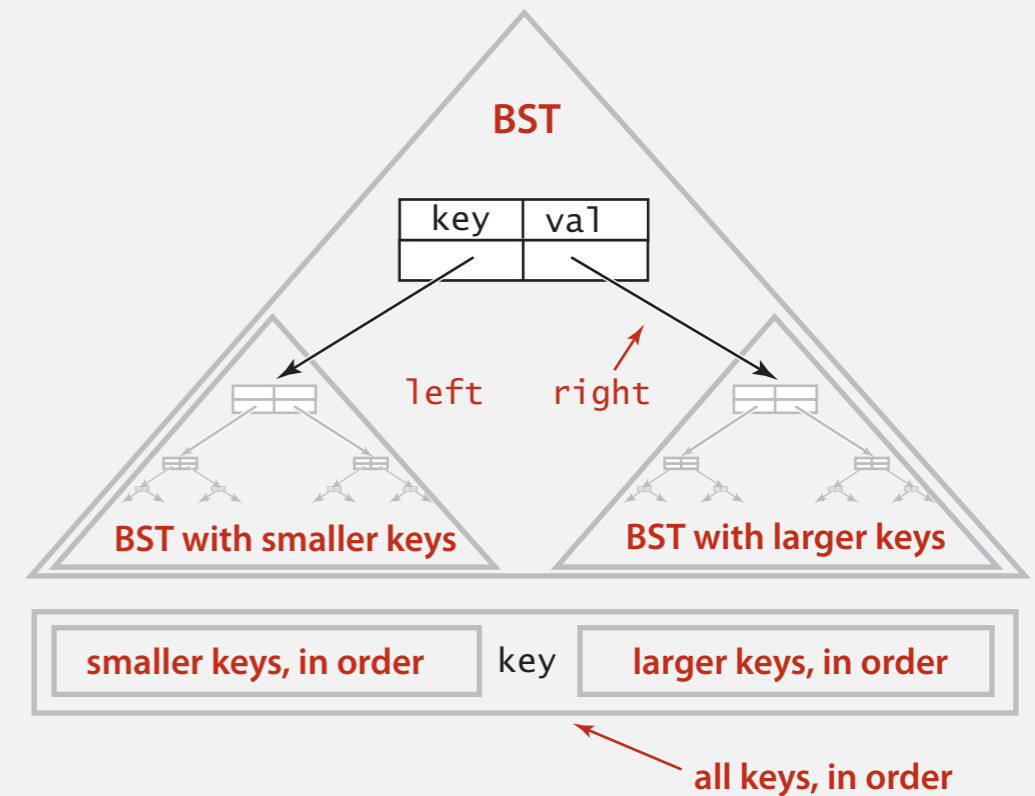 BST
key val
left right
BST with smaller keys BST with larger keys
smaller keys, in order key larger keys, in order
all keys, in order